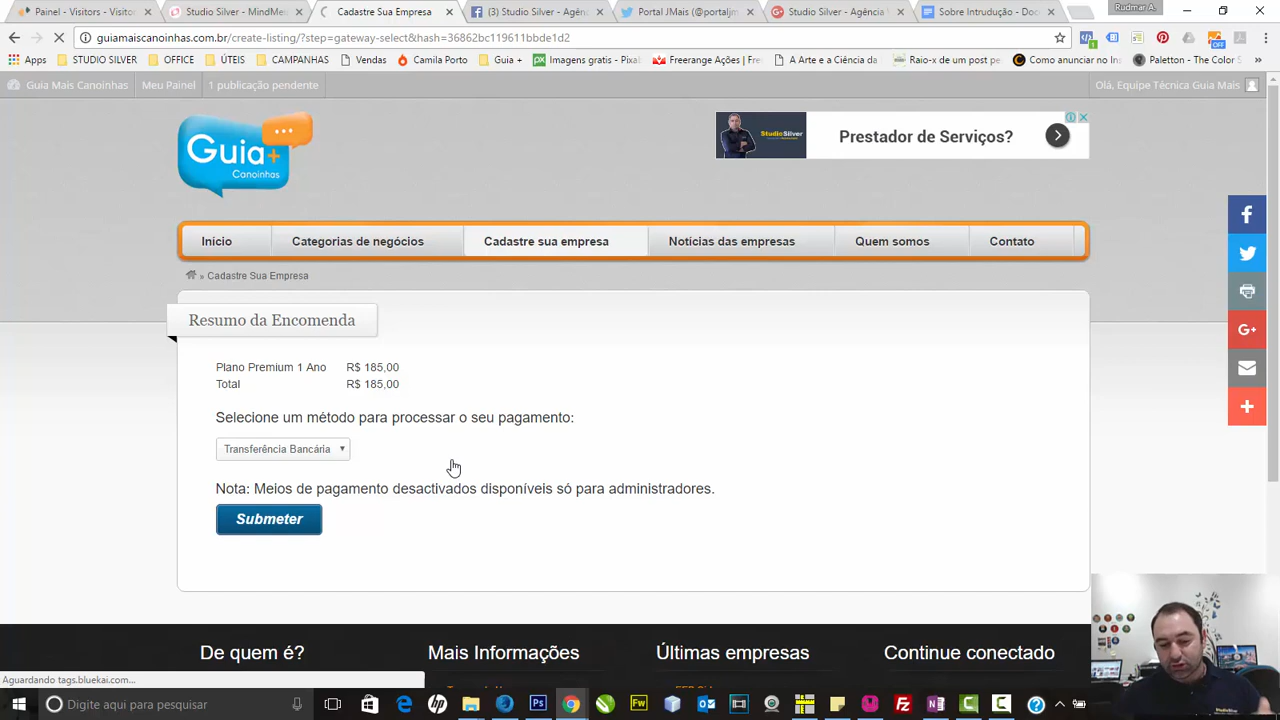 Painel - Visitors - Visito
Studio Silver - MindMe
Cadastre Sua Empresa
(3) Studio Silver - Agên
Portal JMais (@portaljm
Studio Silver - Agência
Sobre Intrudução - Doc
Rudmar A.
guiamaiscanoinhas.com.br/create-listing/?step=gateway-select&hash=36862bc119611bbde1d2
Apps
STUDIO SILVER
OFFICE
ÚTEIS
CAMPANHAS
Vendas
Camila Porto
Guia +
Imagens gratis - Pixab
Freerange Ações | Fre
A Arte e a Ciência da
Raio-x de um post pe
Como anunciar no Ins
Paletton - The Color S
Guia Mais Canoinhas
Meu Painel
1 publicação pendente
Olá, Equipe Técnica Guia Mais
Guia+
Canoinhas
StudioSilver
Prestador de Serviços?
Início
Categorias de negócios
Cadastre sua empresa
Notícias das empresas
Quem somos
Contato
» Cadastre Sua Empresa
Resumo da Encomenda
Plano Premium 1 Ano R$ 185,00
Total R$ 185,00
Selecione um método para processar o seu pagamento:
Transferência Bancária
Nota: Meios de pagamento desactivados disponíveis só para administradores.
Submeter
De quem é?
Mais Informações
Últimas empresas
Continue conectado
Aguardando tags.bluekai.com...
Digite aqui para pesquisar